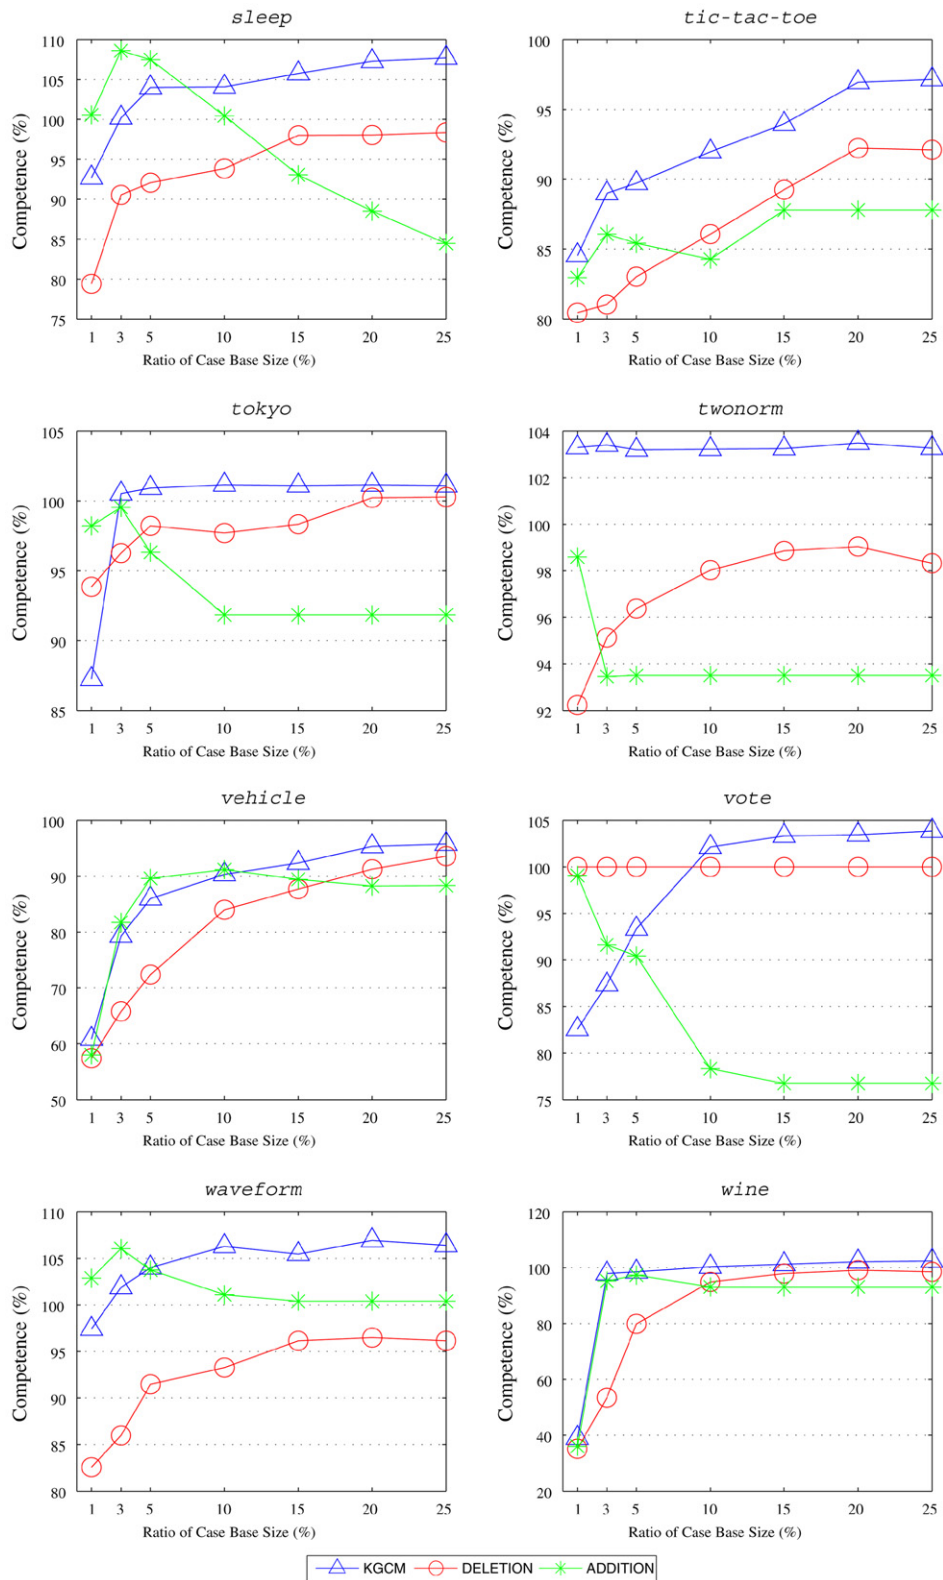 sleep
110
105
100
95
90
85
80
75
Competence (%)
1 3 5 10 15 20 25
Ratio of Case Base Size (%)
tic-tac-toe
100
95
90
85
80
Competence (%)
1 3 5 10 15 20 25
Ratio of Case Base Size (%)
tokyo
105
100
95
90
85
Competence (%)
1 3 5 10 15 20 25
Ratio of Case Base Size (%)
twonorm
104
102
100
98
96
94
92
Competence (%)
1 3 5 10 15 20 25
Ratio of Case Base Size (%)
vehicle
100
90
80
70
60
50
Competence (%)
1 3 5 10 15 20 25
Ratio of Case Base Size (%)
vote
105
100
95
90
85
80
75
Competence (%)
1 3 5 10 15 20 25
Ratio of Case Base Size (%)
waveform
110
105
100
95
90
85
80
Competence (%)
1 3 5 10 15 20 25
Ratio of Case Base Size (%)
wine
120
100
80
60
40
20
Competence (%)
1 3 5 10 15 20 25
Ratio of Case Base Size (%)
KGCM DELETION ADDITION